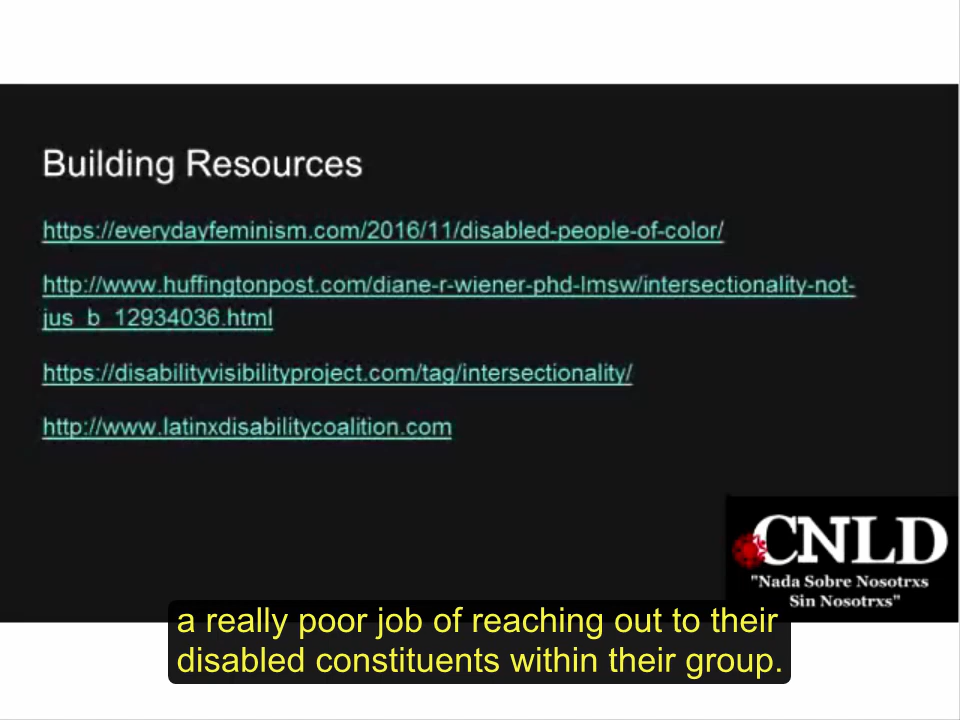 Building Resources
https://everydayfeminism.com/2016/11/disabled-people-of-color/
http://www.huffingtonpost.com/diane-r-wiener-phd-lmsw/intersectionality-not-
jus_b_12934036.html
https://disabilityvisibilityproject.com/tag/intersectionality/
http://www.latinxdisabilitycoalition.com
CNLD
"Nada Sobre Nosotrxs
Sin Nosotrxs"
a really poor job of reaching out to their
disabled constituents within their group.